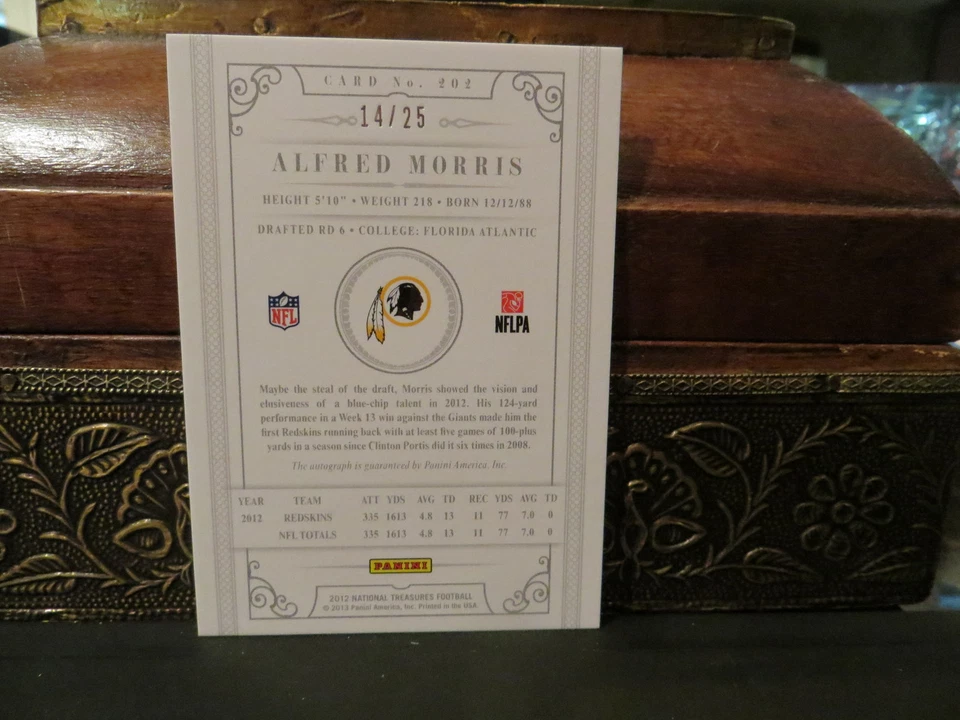 CARD No. 202
14/25
ALFRED MORRIS
HEIGHT 5'10" • WEIGHT 218 • BORN 12/12/88
DRAFTED RD 6 • COLLEGE: FLORIDA ATLANTIC
NFL
NFLPA
Maybe the steal of the draft, Morris showed the vision and
elusiveness of a blue-chip talent in 2012. His 124-yard
performance in a Week 13 win against the Giants made him the
first Redskins running back with at least five games of 100-plus
yards in a season since Clinton Portis did it six times in 2008.
The autograph is guaranteed by Panini America, Inc.
YEAR TEAM ATT YDS AVG TD REC YDS AVG TD
2012 REDSKINS 335 1613 4.8 13 11 77 7.0 0
NFL TOTALS 335 1613 4.8 13 11 77 7.0 0
PANINI
2012 NATIONAL TREASURES FOOTBALL
© 2013 Panini America, Inc. Printed in the USA.